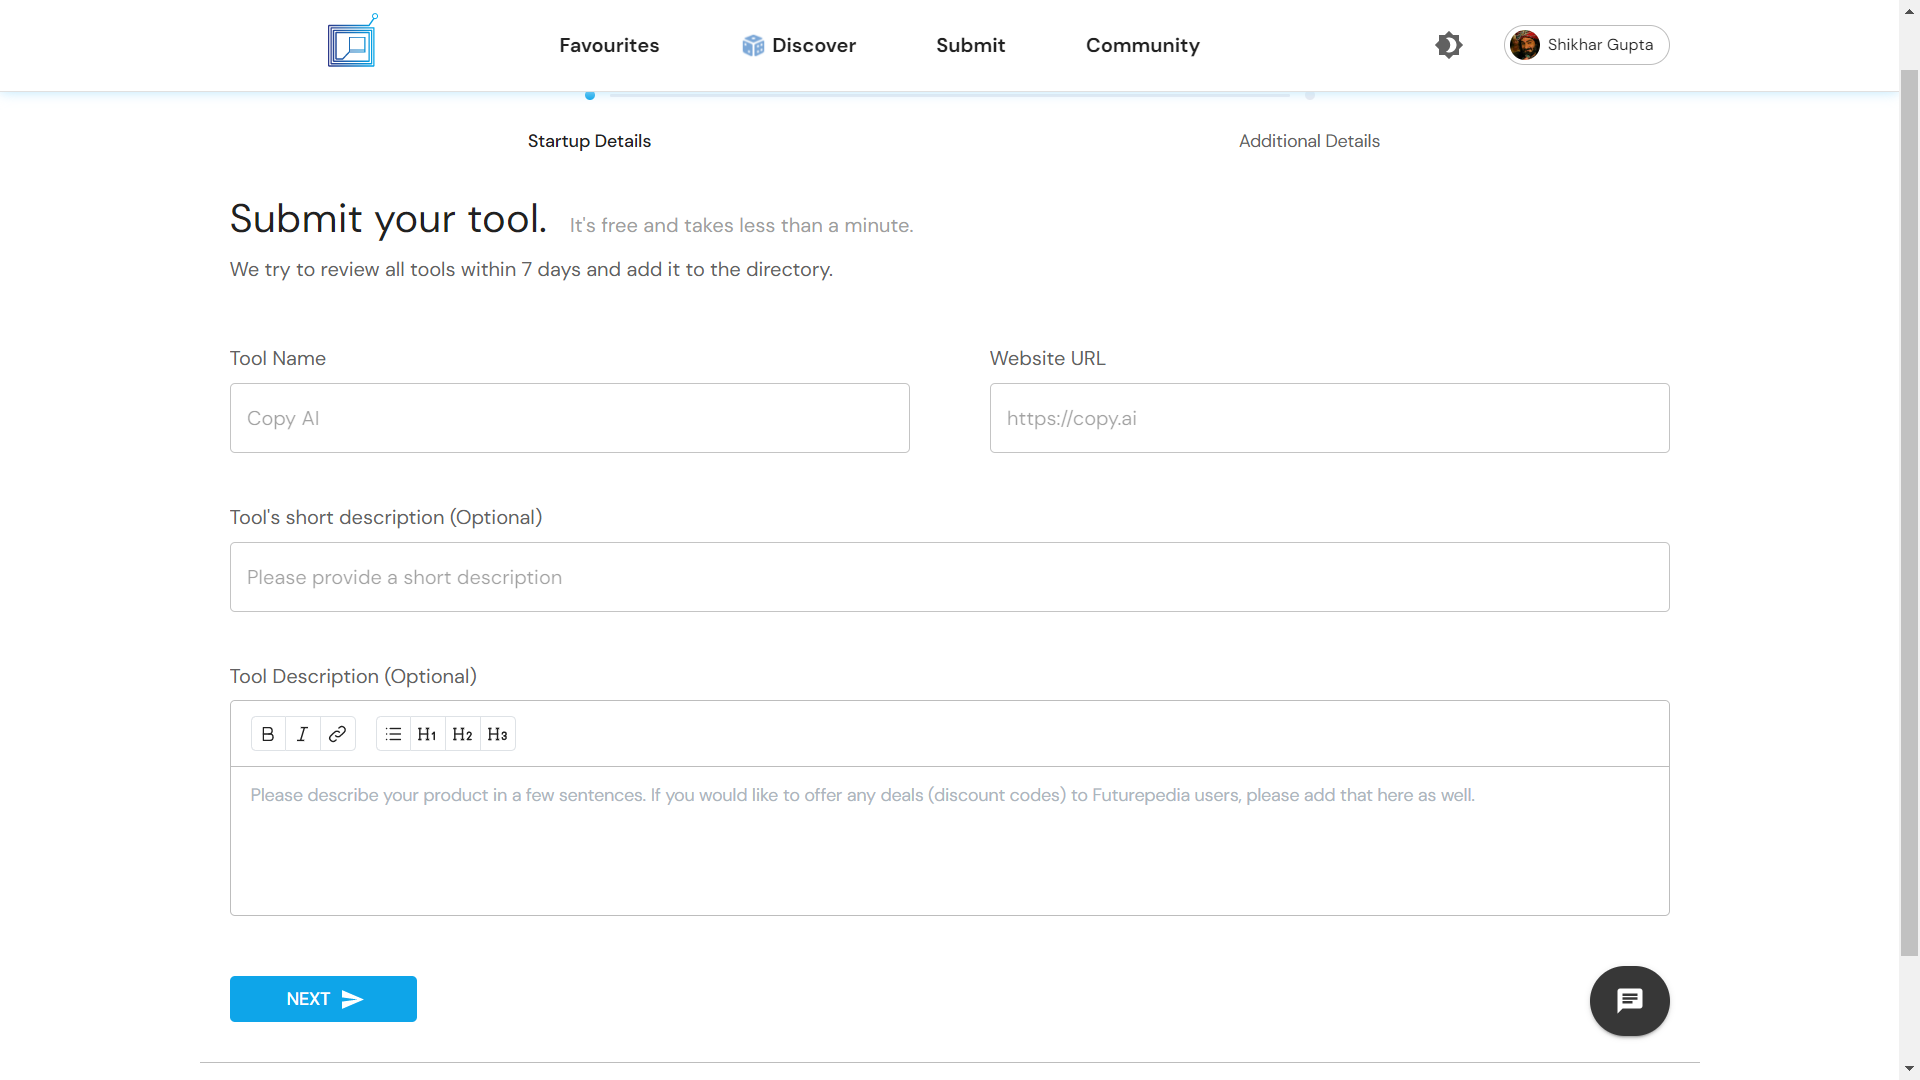 Favourites
Discover
Submit
Community
Shikhar Gupta
Startup Details
Additional Details
Submit your tool. It's free and takes less than a minute.
We try to review all tools within 7 days and add it to the directory.
Tool Name
Website URL
Copy AI
https://copy.ai
Tool's short description (Optional)
Please provide a short description
Tool Description (Optional)
B I H1 H2 H3
Please describe your product in a few sentences. If you would like to offer any deals (discount codes) to Futurepedia users, please add that here as well.
NEXT